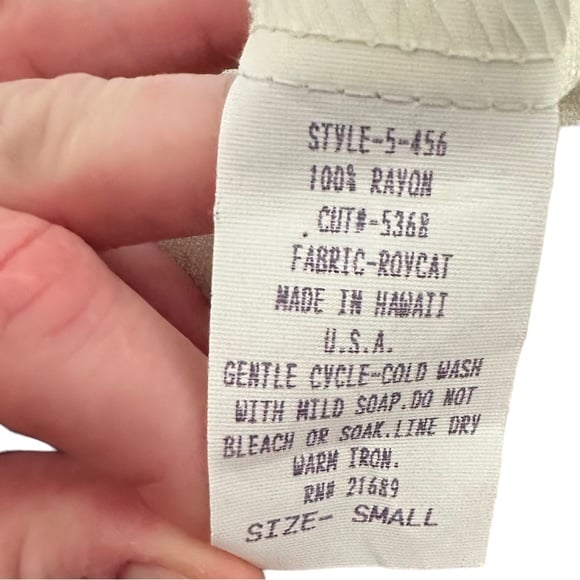 STYLE-5-456
100% RAYON
CUT#-5368
FABRIC-ROYCAT
MADE IN HAWAII
U.S.A.
GENTLE CYCLE-COLD WASH
WITH MILD SOAP.DO NOT
BLEACH OR SOAK.LINE DRY
WARM IRON.
RN# 21689
SIZE- SMALL